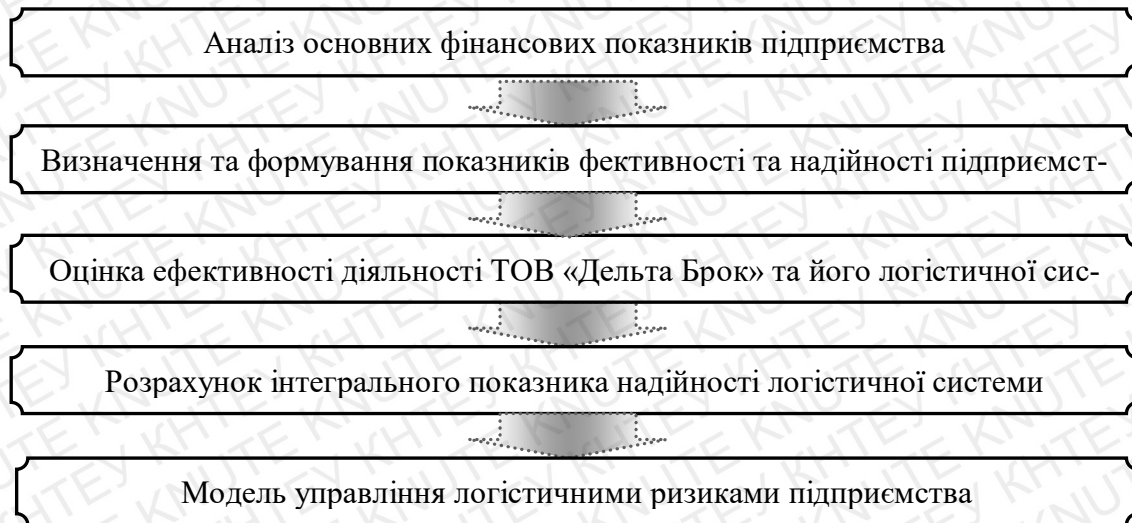 Аналіз основних фінансових показників підприємства
Визначення та формування показників фективності та надійності підприємст-
Оцінка ефективності діяльності ТОВ «Дельта Брок» та його логістичної сис-
Розрахунок інтегрального показника надійності логістичної системи
Модель управління логістичними ризиками підприємства